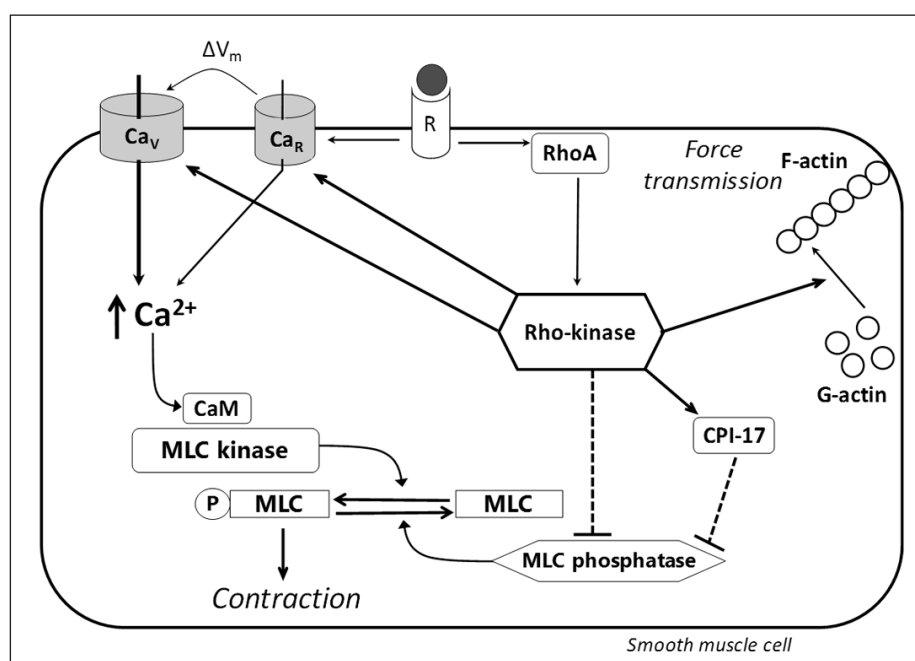 ΔVm
CaV
CaR
R
RhoA
Force
transmission
F-actin
Ca2+
Rho-kinase
G-actin
CaM
CPI-17
MLC kinase
P
MLC
MLC
MLC phosphatase
Contraction
Smooth muscle cell